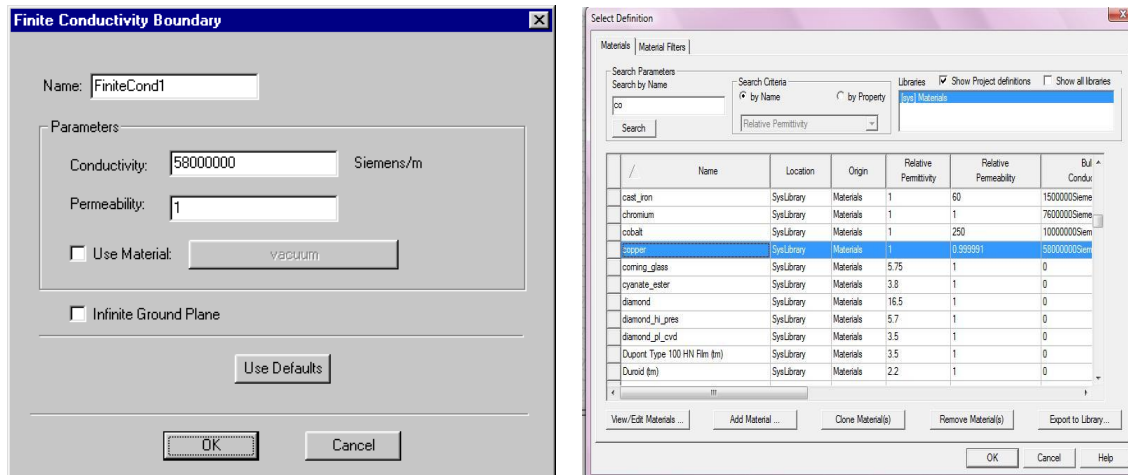 Finite Conductivity Boundary
Name: FiniteCond1
Parameters
Conductivity: 58000000 Siemens/m
Permeability: 1
Use Material: vacuum
Infinite Ground Plane
Use Defaults
OK Cancel
Select Definition
Materials Material Filters
Search Parameters
Search by Name
co
Search
Search Criteria
by Name by Property
Relative Permittivity
Libraries Show Project definitions Show all libraries
[sys] Materials
/ Name Location Origin Relative Permittivity Relative Permeability Bul Conduc
cast_iron SysLibrary Materials 1 60 1500000Sieme
chromium SysLibrary Materials 1 1 7600000Sieme
cobalt SysLibrary Materials 1 250 10000000Siem
copper SysLibrary Materials 1 0.999991 58000000Siem
corning_glass SysLibrary Materials 5.75 1 0
cyanate_ester SysLibrary Materials 3.8 1 0
diamond SysLibrary Materials 16.5 1 0
diamond_hi_pres SysLibrary Materials 5.7 1 0
diamond_pl_cvd SysLibrary Materials 3.5 1 0
Dupont Type 100 HN Film (tm) SysLibrary Materials 3.5 1 0
Duroid (tm) SysLibrary Materials 2.2 1 0
View/Edit Materials ... Add Material ... Clone Material(s) Remove Material(s) Export to Library...
OK Cancel Help